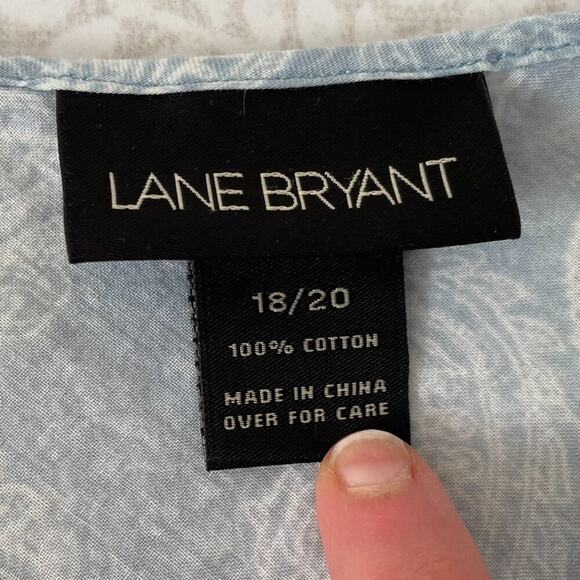 LANE BRYANT
18/20
100% COTTON
MADE IN CHINA
OVER FOR CARE